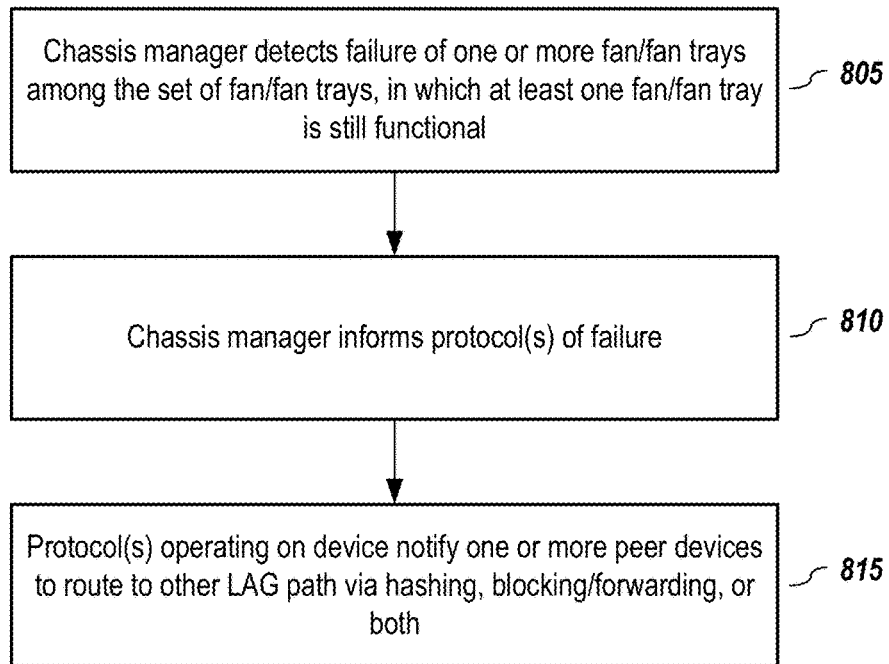 Chassis manager detects failure of one or more fan/fan trays
among the set of fan/fan trays, in which at least one fan/fan tray
is still functional
805
Chassis manager informs protocol(s) of failure
810
Protocol(s) operating on device notify one or more peer devices
to route to other LAG path via hashing, blocking/forwarding, or
both
815